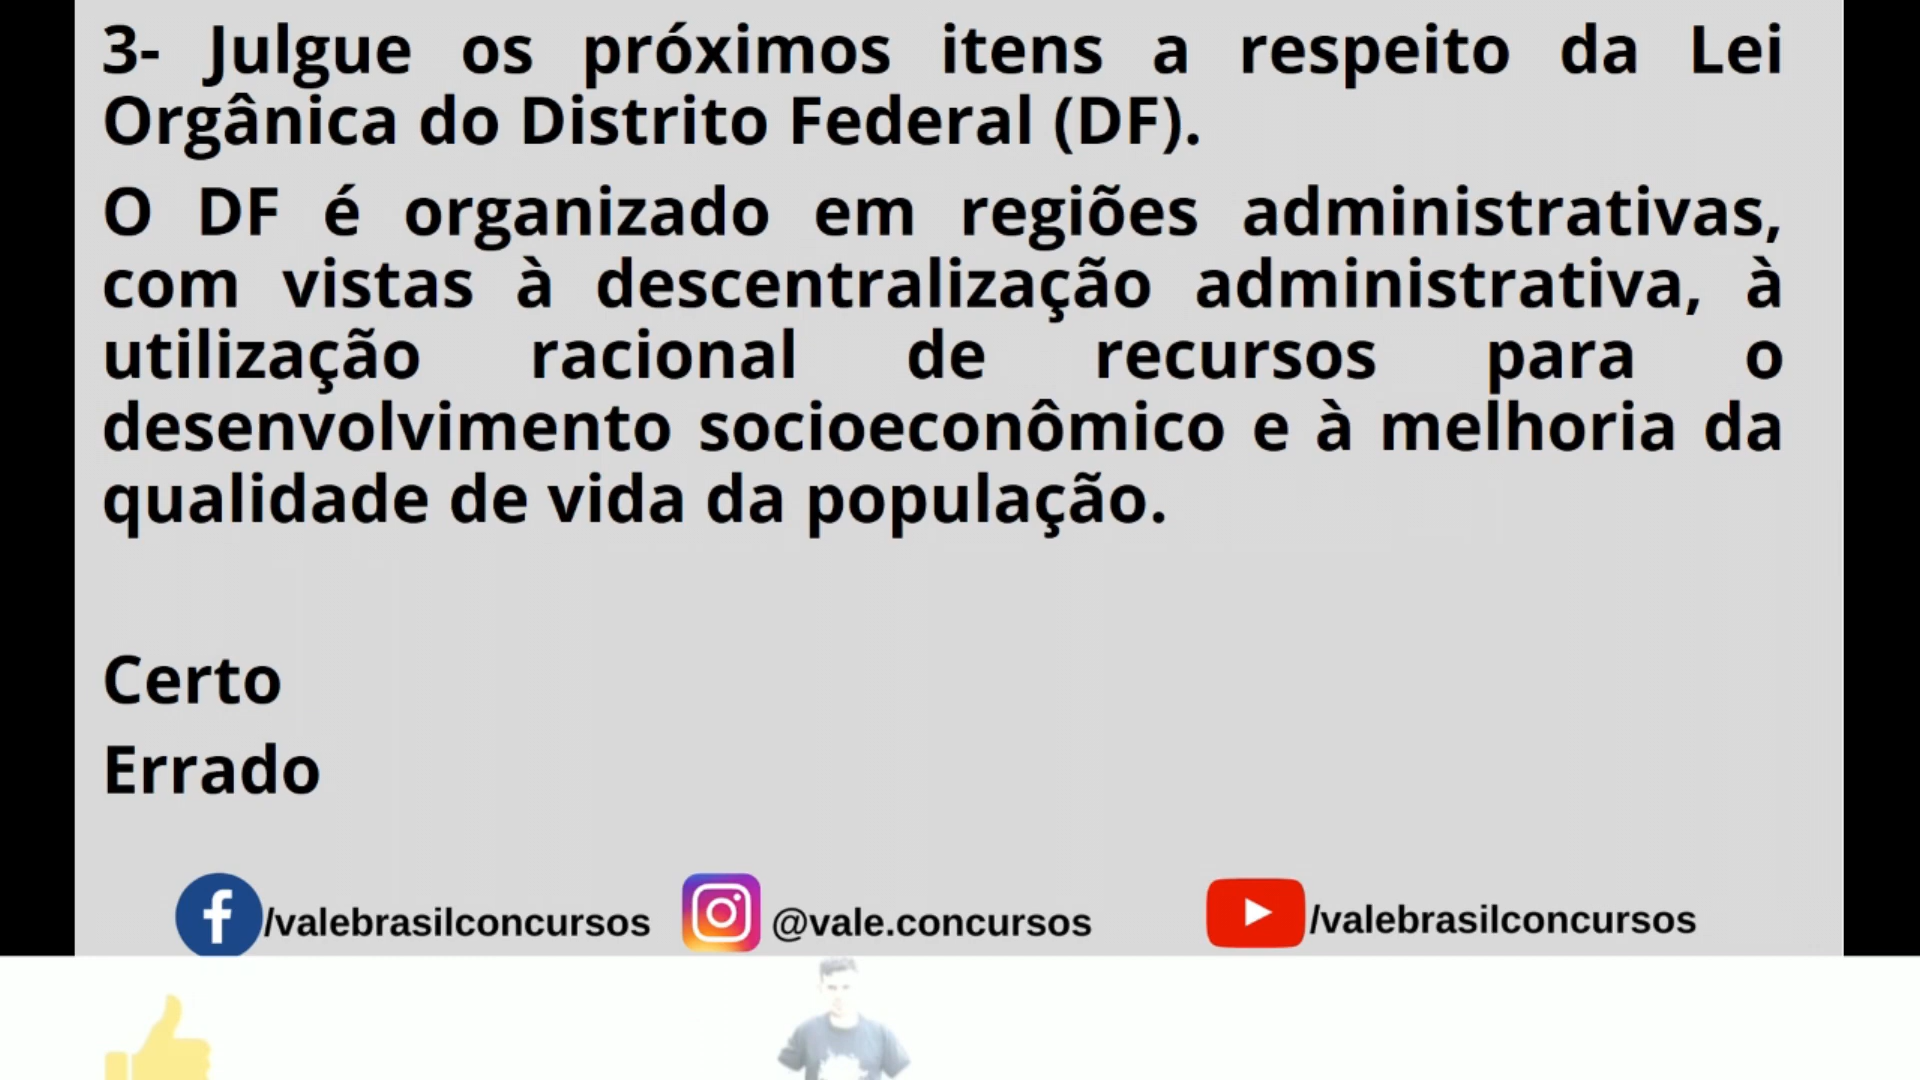 3- Julgue os próximos itens a respeito da Lei
Orgânica do Distrito Federal (DF).
O DF é organizado em regiões administrativas,
com vistas à descentralização administrativa, à
utilização racional de recursos para o
desenvolvimento socioeconômico e à melhoria da
qualidade de vida da população.
Certo
Errado
/valebrasilconcursos @vale.concursos /valebrasilconcursos